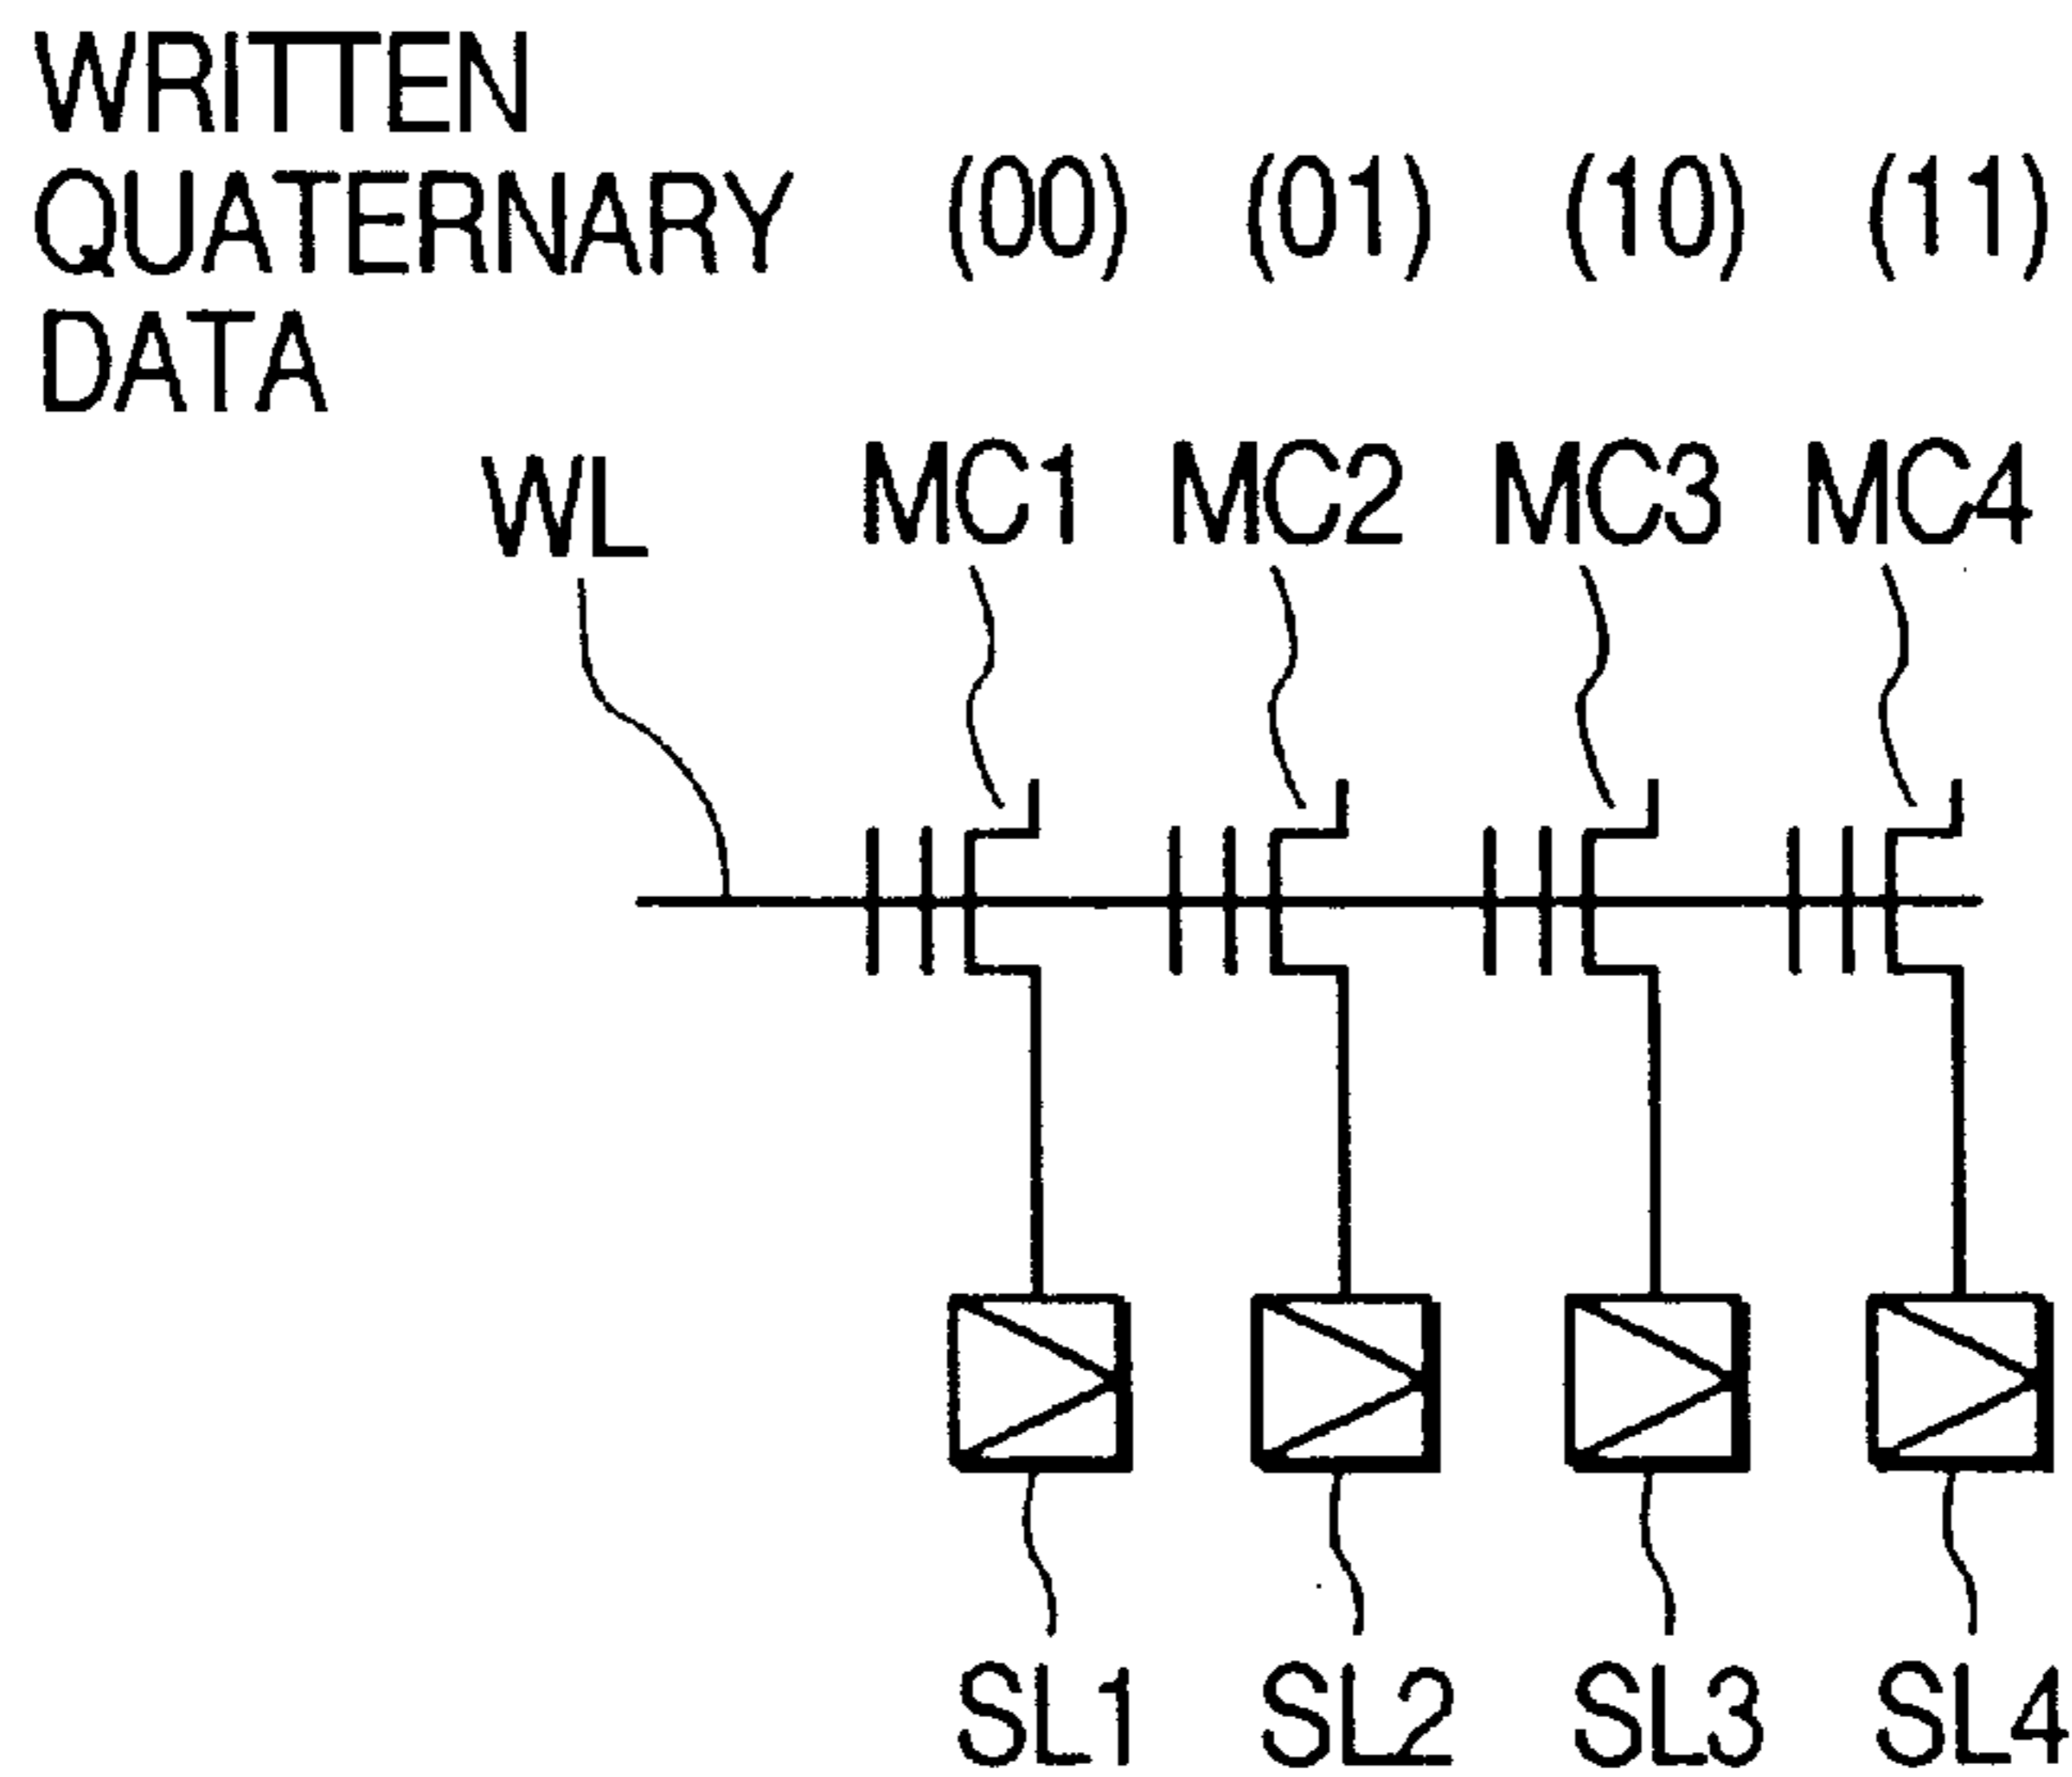 WRITTEN
QUATERNARY (00) (01) (10) (11)
DATA
WL MC1 MC2 MC3 MC4
SL1 SL2 SL3 SL4